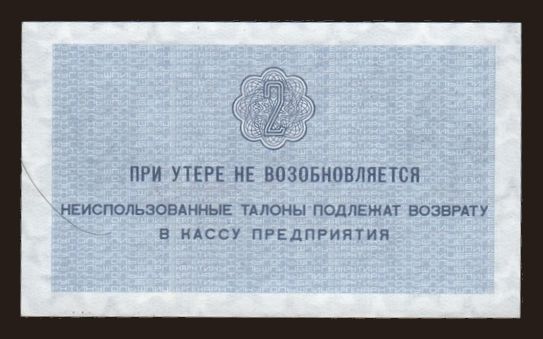 2
ПРИ УТЕРЕ НЕ ВОЗОБНОВЛЯЕТСЯ
НЕИСПОЛЬЗОВАННЫЕ ТАЛОНЫ ПОДЛЕЖАТ ВОЗВРАТУ
В КАССУ ПРЕДПРИЯТИЯ